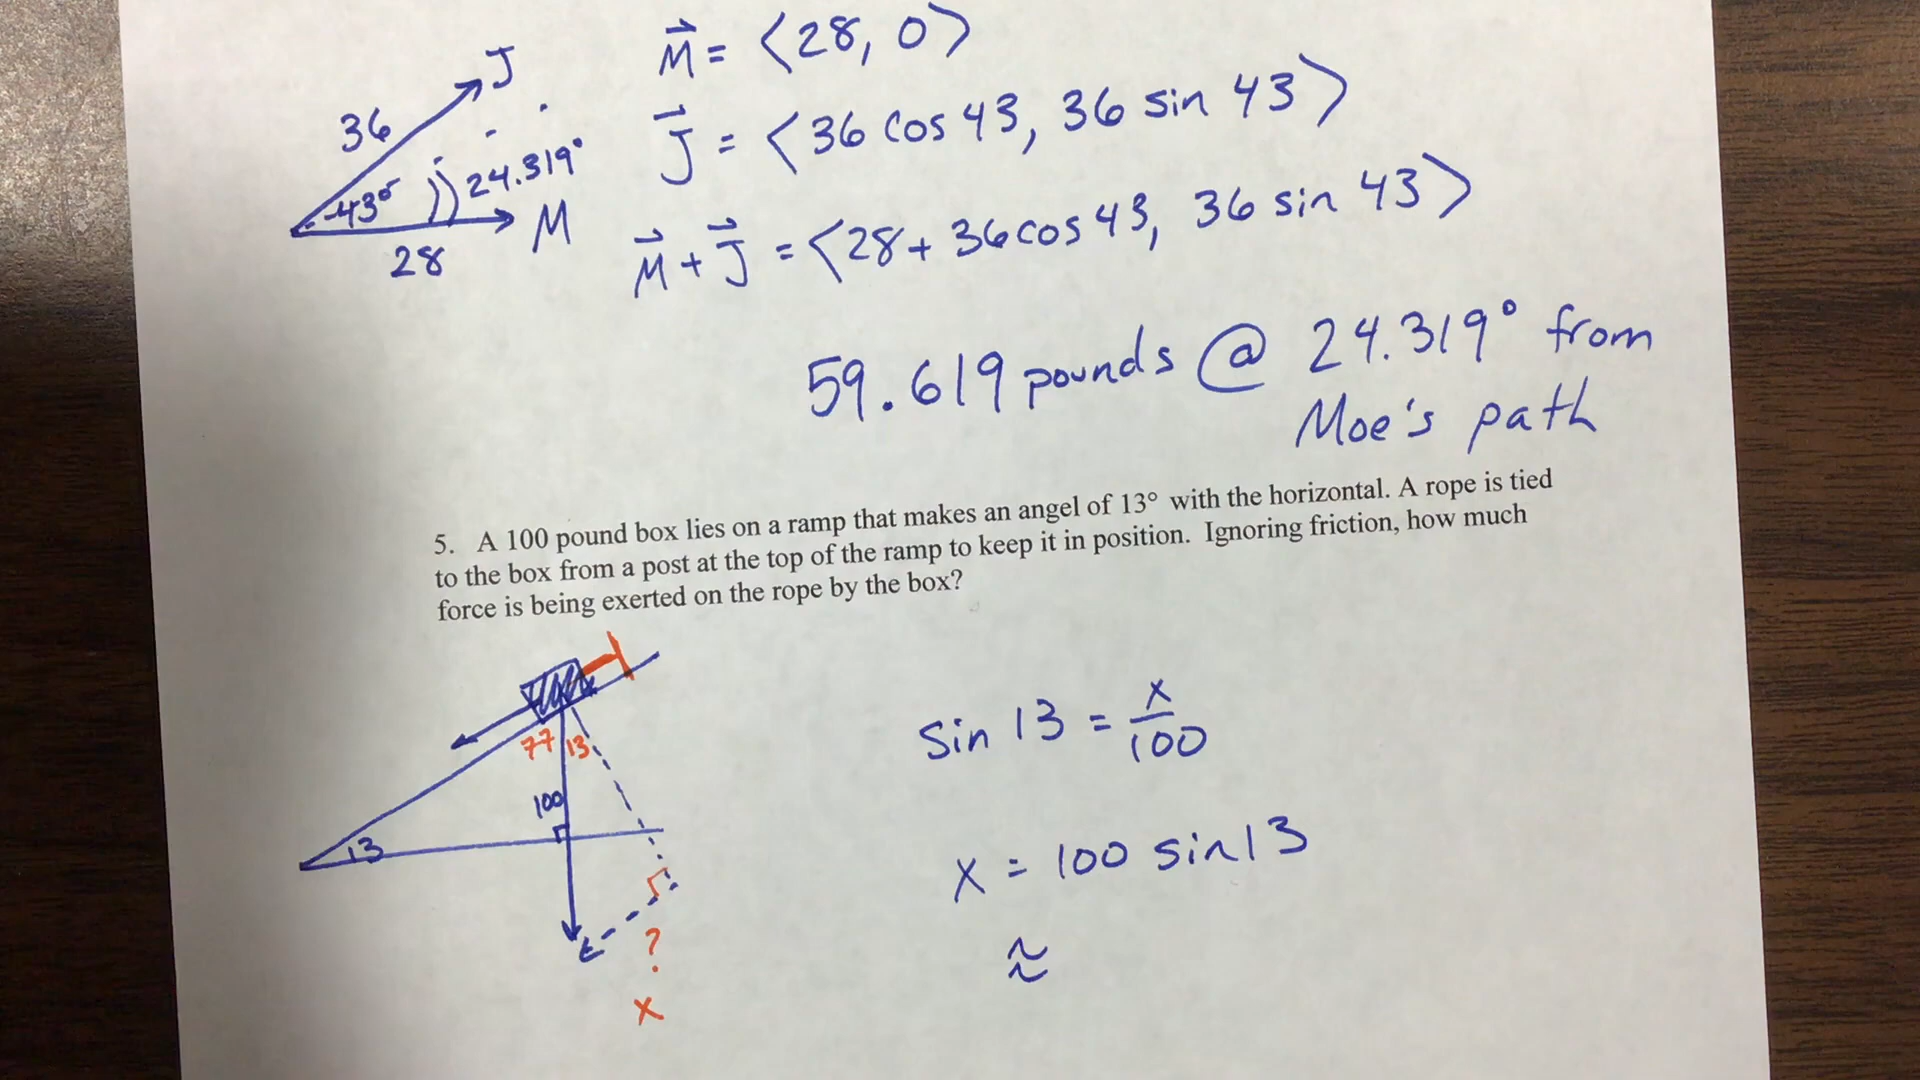 J
36
43°
24.319°
28
M
M⃗ = ⟨28, 0⟩
J⃗ = ⟨36 cos 43, 36 sin 43⟩
M⃗ + J⃗ = ⟨28 + 36 cos 43, 36 sin 43⟩
59.619 pounds @ 24.319° from
Moe's path
5. A 100 pound box lies on a ramp that makes an angel of 13° with the horizontal. A rope is tied
to the box from a post at the top of the ramp to keep it in position. Ignoring friction, how much
force is being exerted on the rope by the box?
77 13
100
13
?
x
sin 13 = x/100
x = 100 sin 13
≈